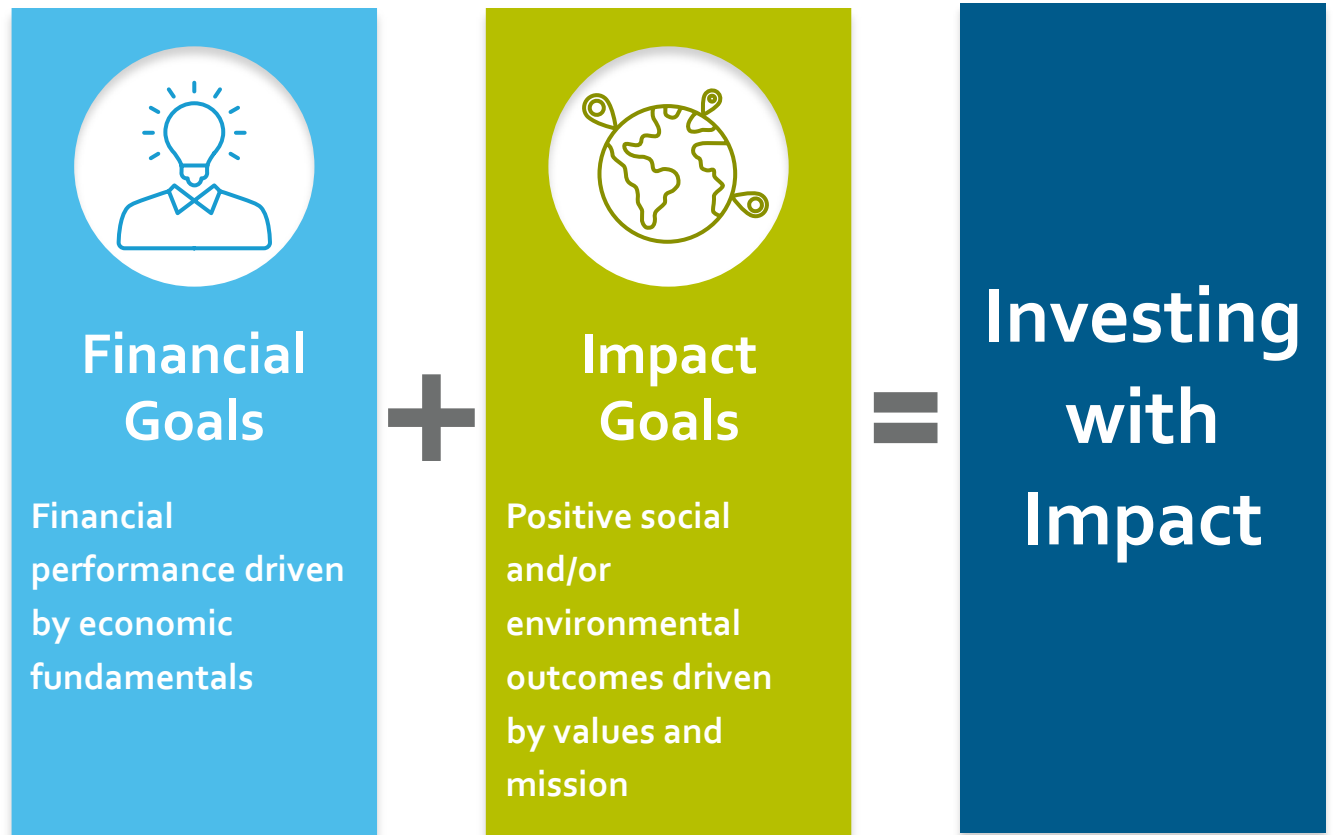 Financial
Goals
Financial
performance driven
by economic
fundamentals
+
Impact
Goals
Positive social
and/or
environmental
outcomes driven
by values and
mission
=
Investing
with
Impact